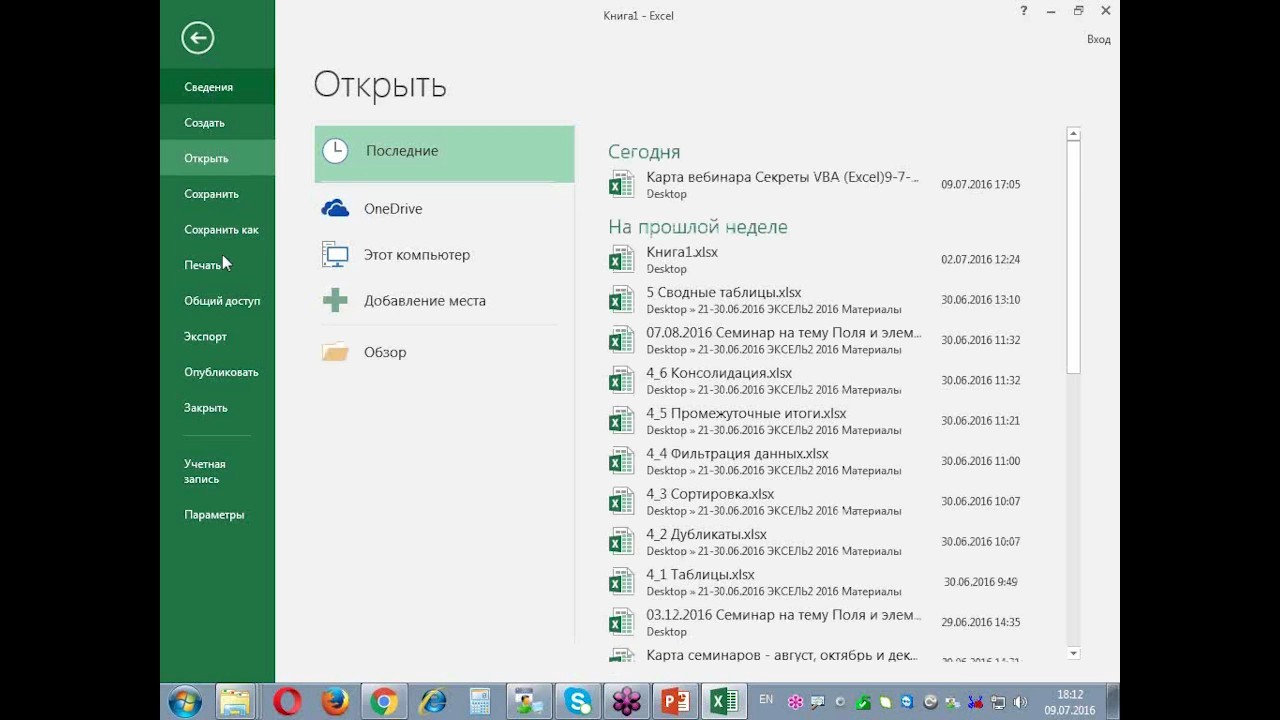 Книга1 - Excel
?
Вход
Сведения
Создать
Открыть
Сохранить
Сохранить как
Печать
Общий доступ
Экспорт
Опубликовать
Закрыть
Учетная
запись
Параметры
Открыть
Последние
OneDrive
Этот компьютер
Добавление места
Обзор
Сегодня
Карта вебинара Секреты VBA (Excel)9-7-... 09.07.2016 17:05
Desktop
На прошлой неделе
Книга1.xlsx 02.07.2016 12:24
Desktop
5 Сводные таблицы.xlsx 30.06.2016 13:10
Desktop » 21-30.06.2016 ЭКСЕЛЬ2 2016 Материалы
07.08.2016 Семинар на тему Поля и элем... 30.06.2016 11:32
Desktop » 21-30.06.2016 ЭКСЕЛЬ2 2016 Материалы
4_6 Консолидация.xlsx 30.06.2016 11:32
Desktop » 21-30.06.2016 ЭКСЕЛЬ2 2016 Материалы
4_5 Промежуточные итоги.xlsx 30.06.2016 11:21
Desktop » 21-30.06.2016 ЭКСЕЛЬ2 2016 Материалы
4_4 Фильтрация данных.xlsx 30.06.2016 11:00
Desktop » 21-30.06.2016 ЭКСЕЛЬ2 2016 Материалы
4_3 Сортировка.xlsx 30.06.2016 10:07
Desktop » 21-30.06.2016 ЭКСЕЛЬ2 2016 Материалы
4_2 Дубликаты.xlsx 30.06.2016 10:07
Desktop » 21-30.06.2016 ЭКСЕЛЬ2 2016 Материалы
4_1 Таблицы.xlsx 30.06.2016 9:49
Desktop » 21-30.06.2016 ЭКСЕЛЬ2 2016 Материалы
03.12.2016 Семинар на тему Поля и элем... 29.06.2016 14:35
Desktop
Карта семинаров - август, октябрь и дек...
EN
18:12
09.07.2016